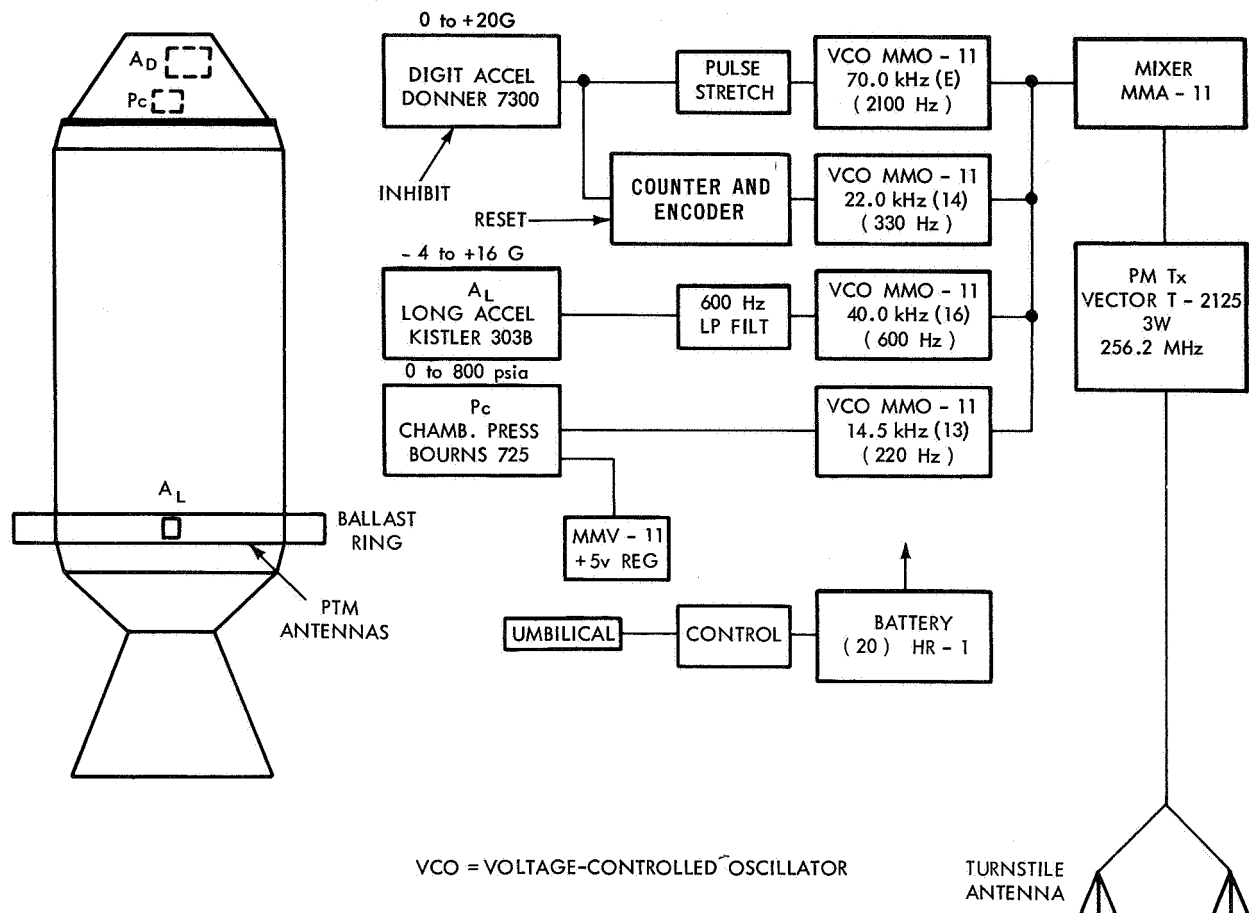 A D
Pc
A L
BALLAST
RING
PTM
ANTENNAS
0 to +20G
DIGIT ACCEL
DONNER 7300
INHIBIT
PULSE
STRETCH
VCO MMO - 11
70.0 kHz (E)
( 2100 Hz )
MIXER
MMA - 11
COUNTER AND
ENCODER
RESET
VCO MMO - 11
22.0 kHz (14)
( 330 Hz )
- 4 to +16 G
A L
LONG ACCEL
KISTLER 303B
600 Hz
LP FILT
VCO MMO - 11
40.0 kHz (16)
( 600 Hz )
PM Tx
VECTOR T - 2125
3W
256.2 MHz
0 to 800 psia
Pc
CHAMB. PRESS
BOURNS 725
VCO MMO - 11
14.5 kHz (13)
( 220 Hz )
MMV - 11
+5v REG
UMBILICAL
CONTROL
BATTERY
( 20 ) HR - 1
VCO = VOLTAGE-CONTROLLED OSCILLATOR
TURNSTILE
ANTENNA